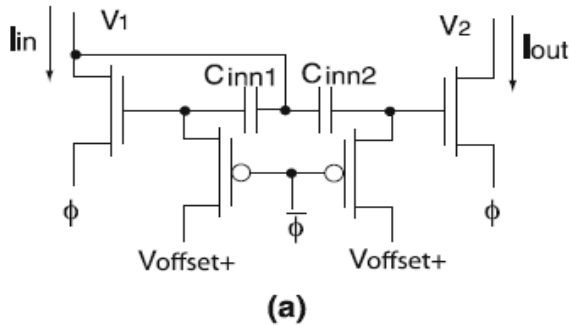 Iin V1 V2 Iout
Cinn1 Cinn2
ϕ ϕ̅ ϕ
Voffset+ Voffset+
(a)